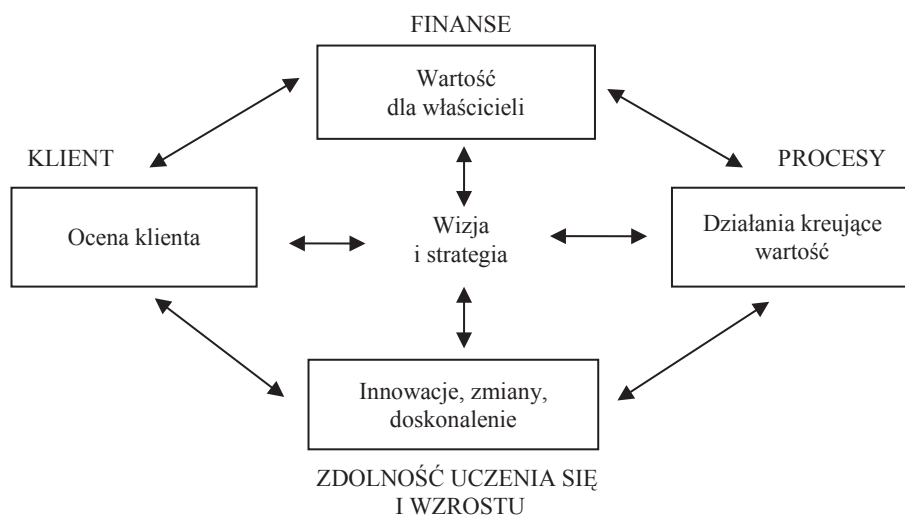 FINANSE
Wartość
dla właścicieli
KLIENT
PROCESY
Ocena klienta
Wizja
i strategia
Działania kreujące
wartość
Innowacje, zmiany,
doskonalenie
ZDOLNOŚĆ UCZENIA SIĘ
I WZROSTU